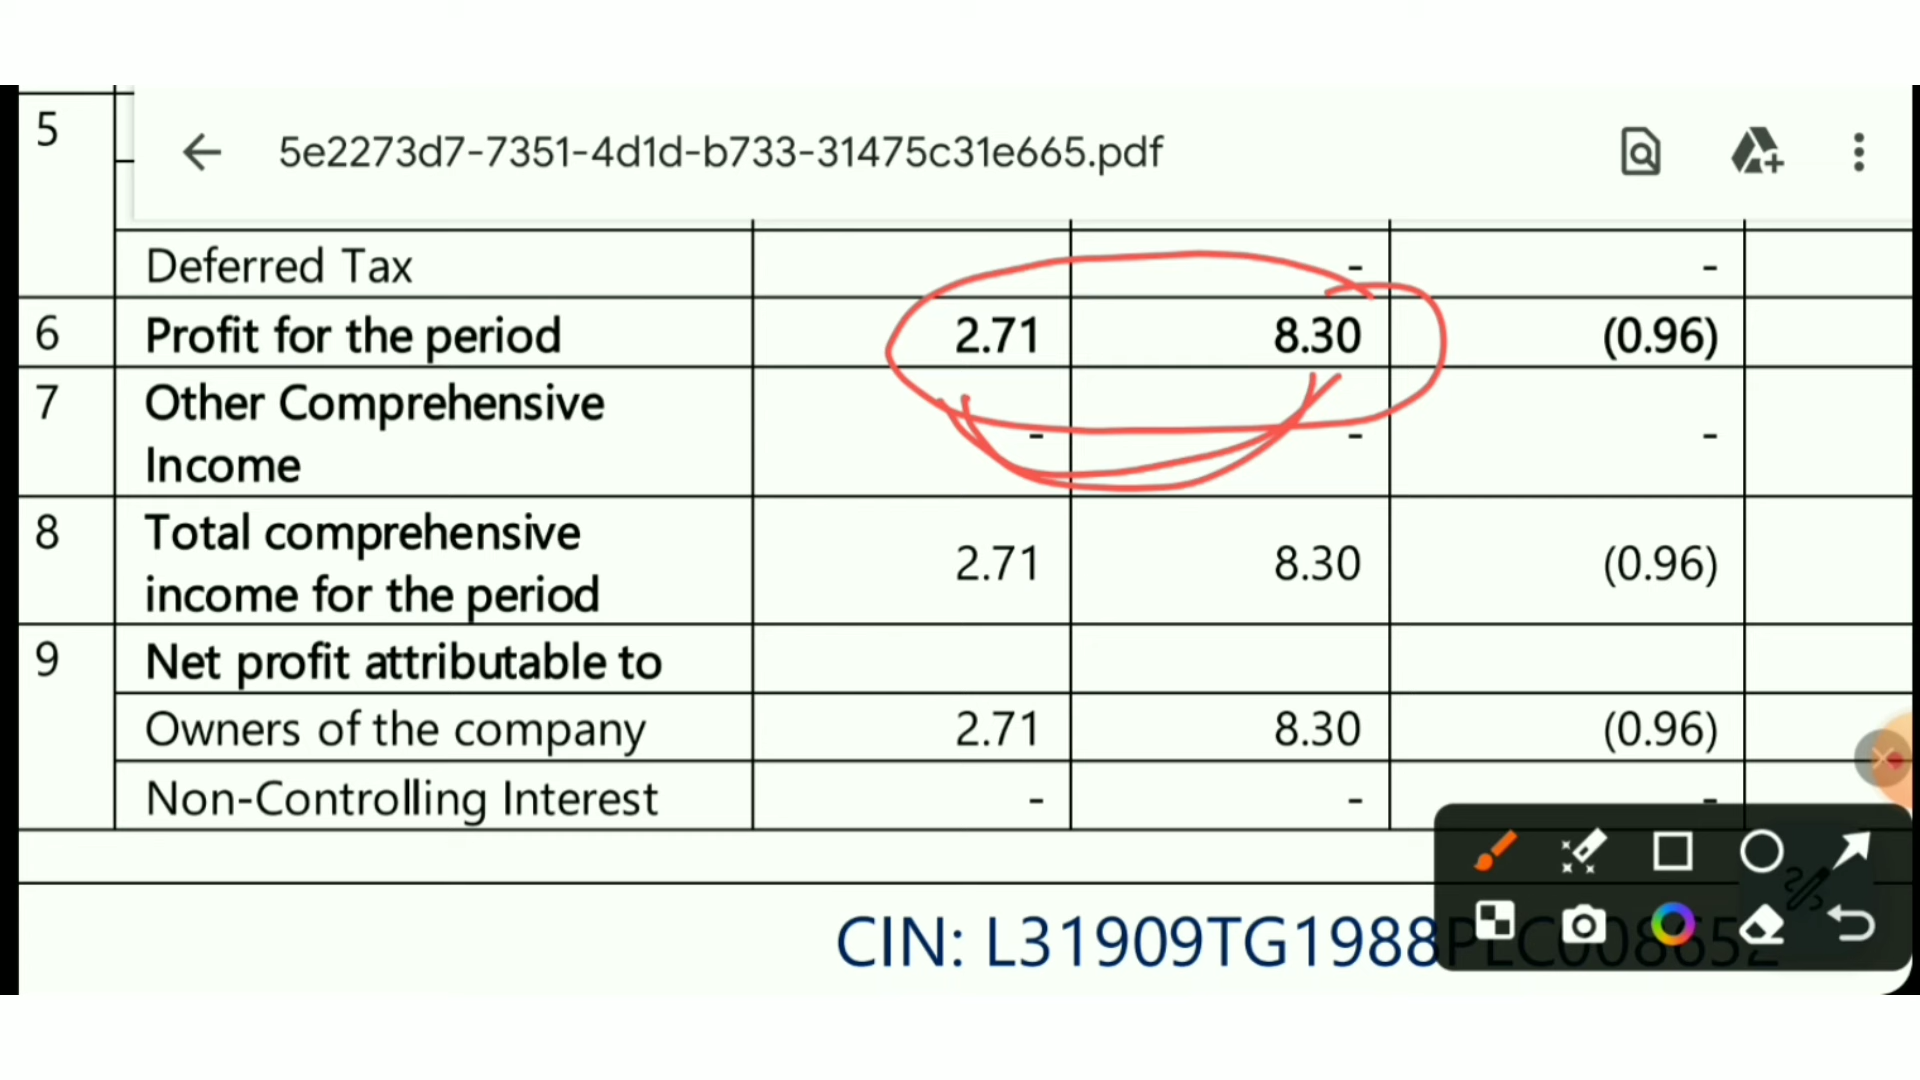 5
5e2273d7-7351-4d1d-b733-31475c31e665.pdf
Deferred Tax - -
6 Profit for the period 2.71 8.30 (0.96)
7 Other Comprehensive
Income - - -
8 Total comprehensive
income for the period 2.71 8.30 (0.96)
9 Net profit attributable to
Owners of the company 2.71 8.30 (0.96)
Non-Controlling Interest - - -
CIN: L31909TG1988PLC008652